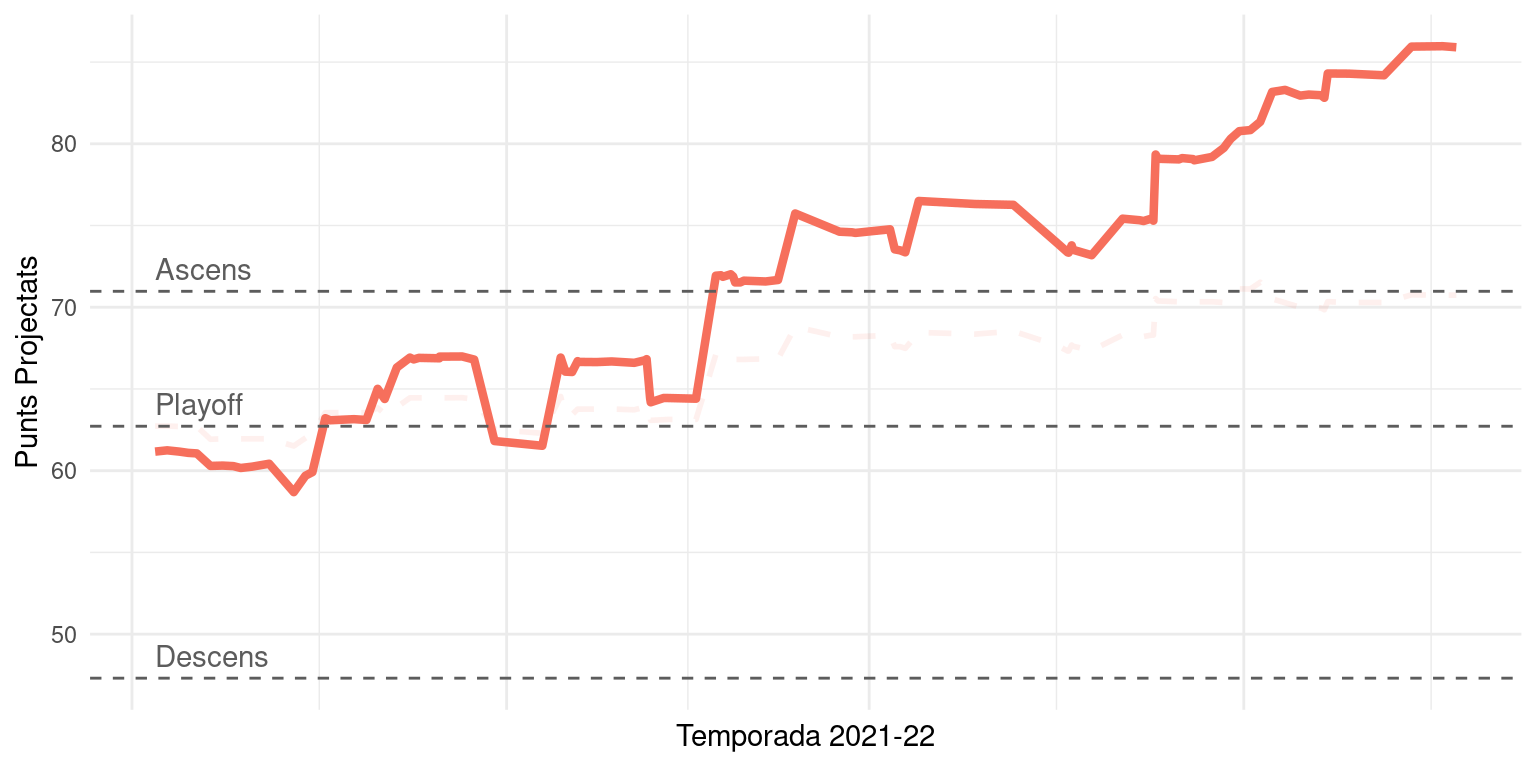 80
Ascens
70
Playoff
60
50
Descens
Punts Projectats
Temporada 2021-22